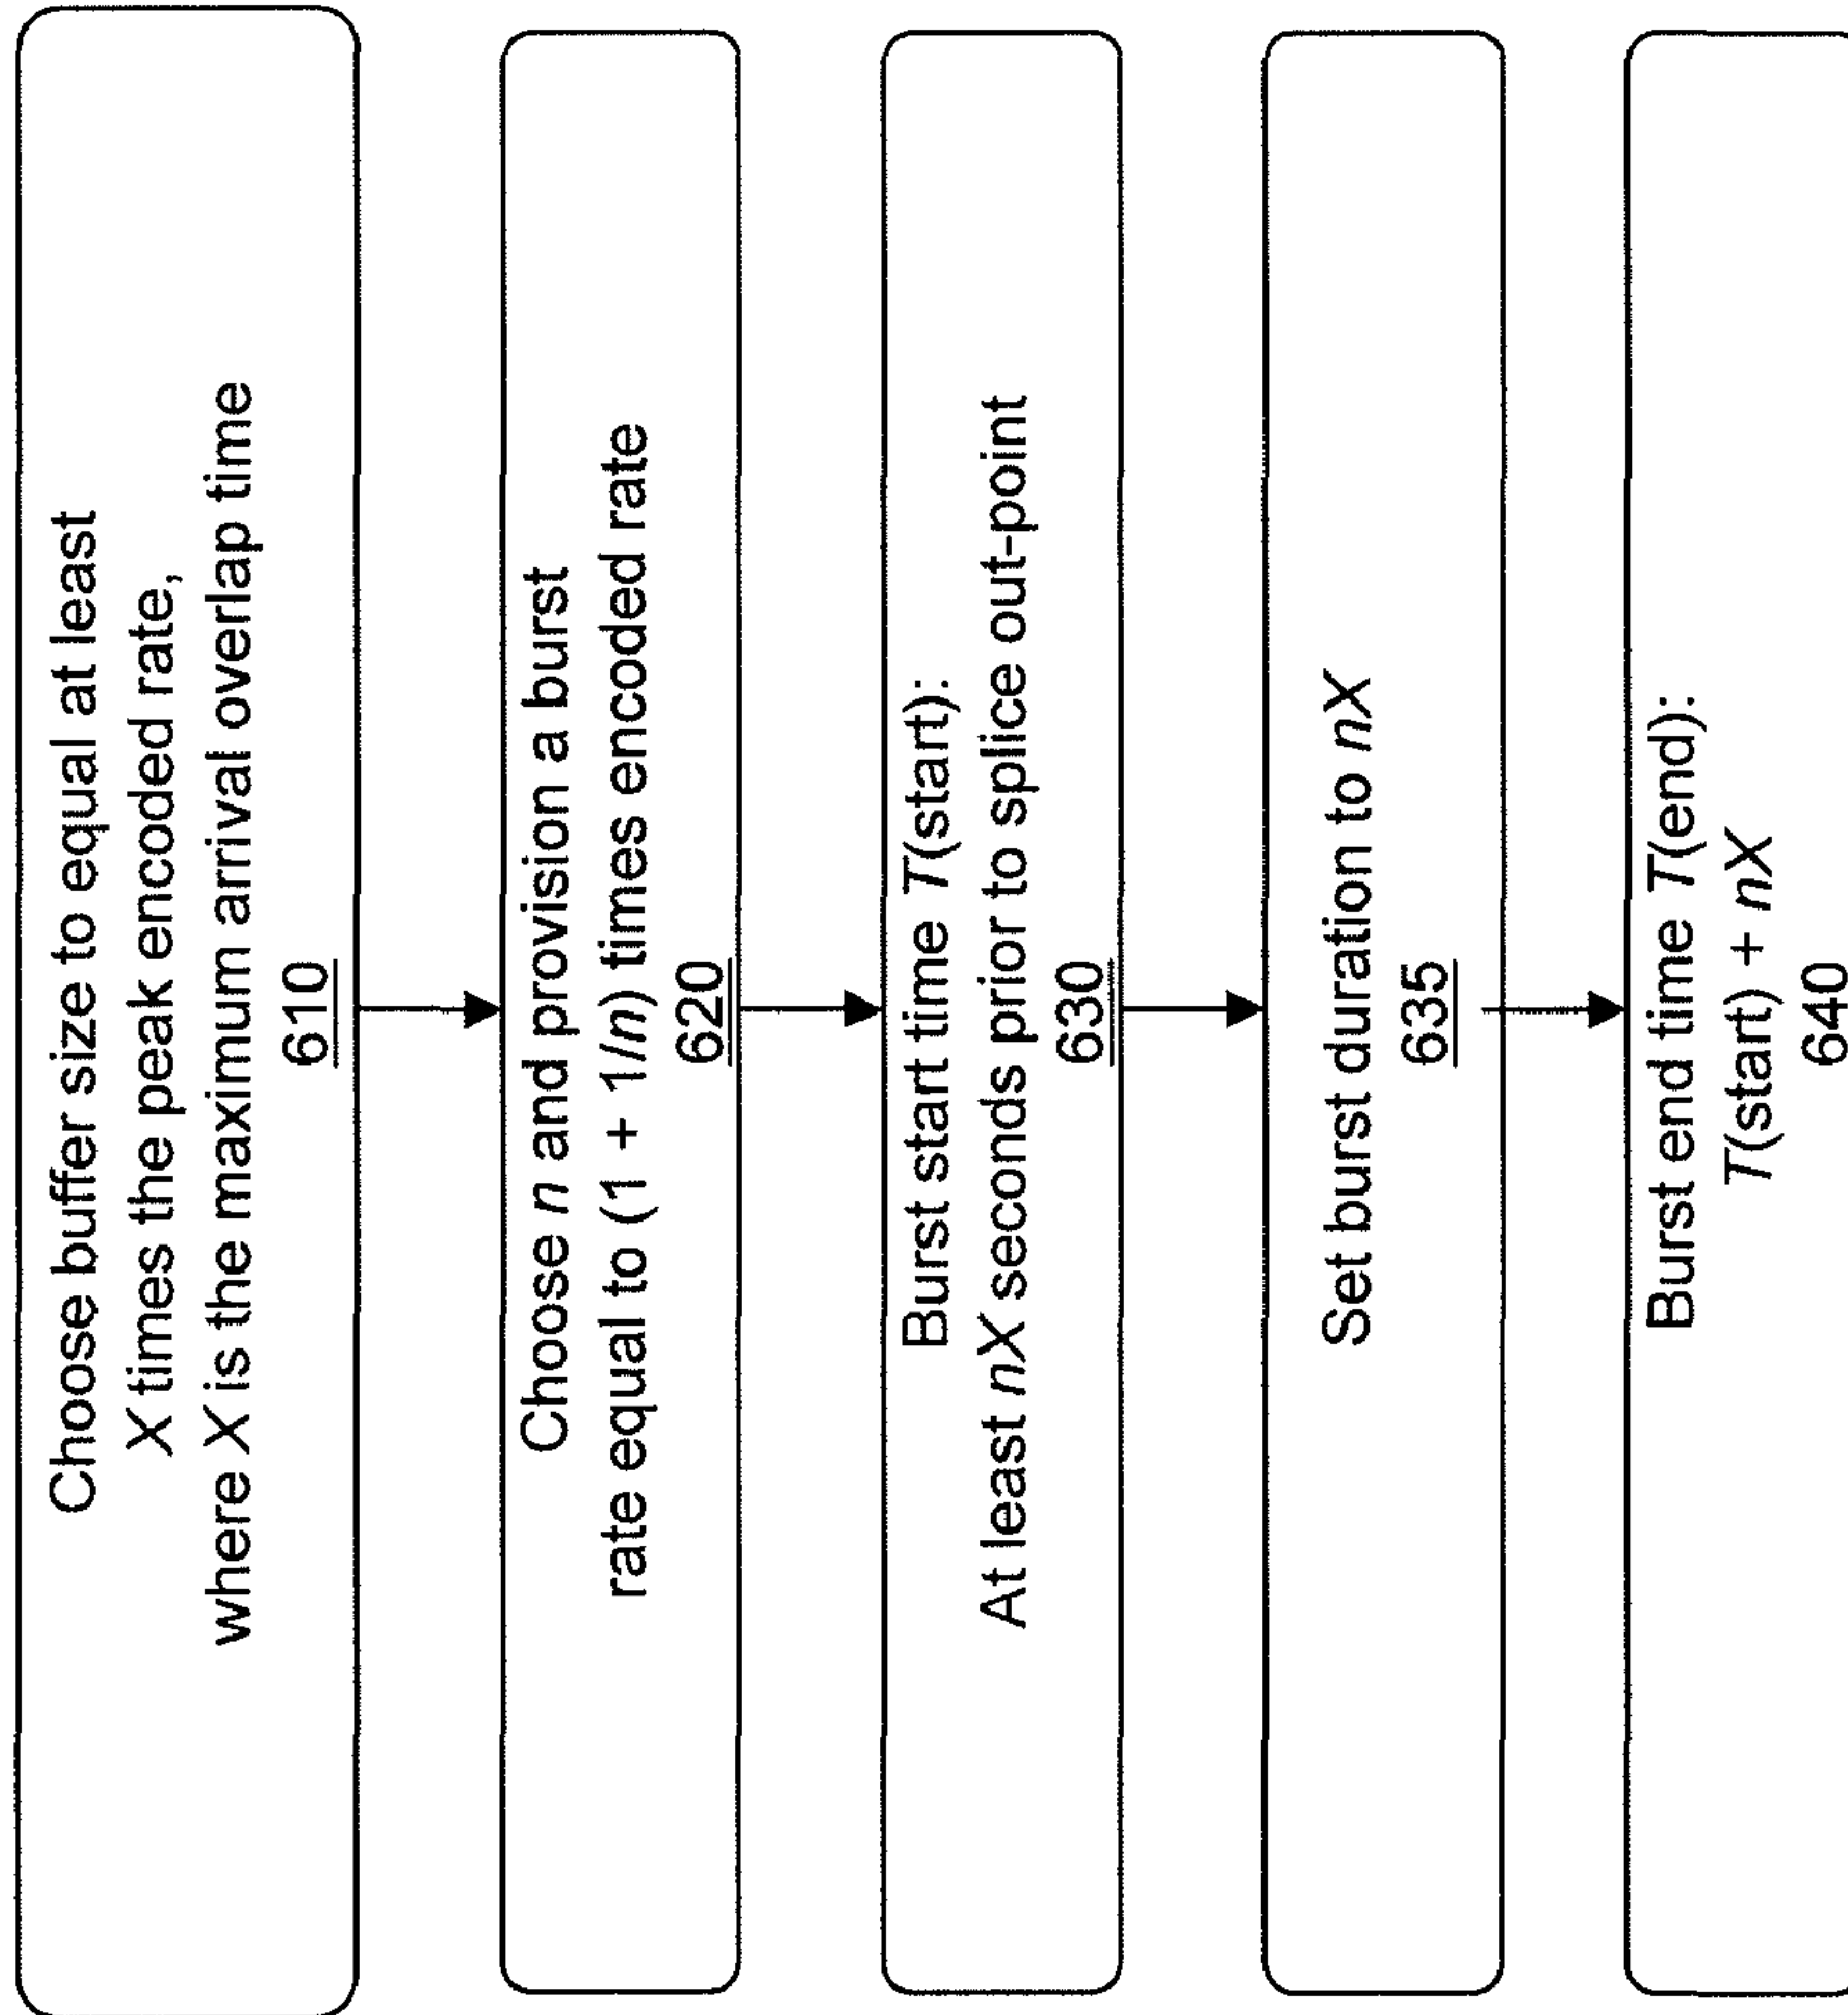 Choose buffer size to equal at least
X times the peak encoded rate,
where X is the maximum arrival overlap time
610
Choose n and provision a burst
rate equal to (1 + 1/n) times encoded rate
620
Burst start time T(start):
At least nX seconds prior to splice out-point
630
Set burst duration to nX
635
Burst end time T(end):
T(start) + nX
640